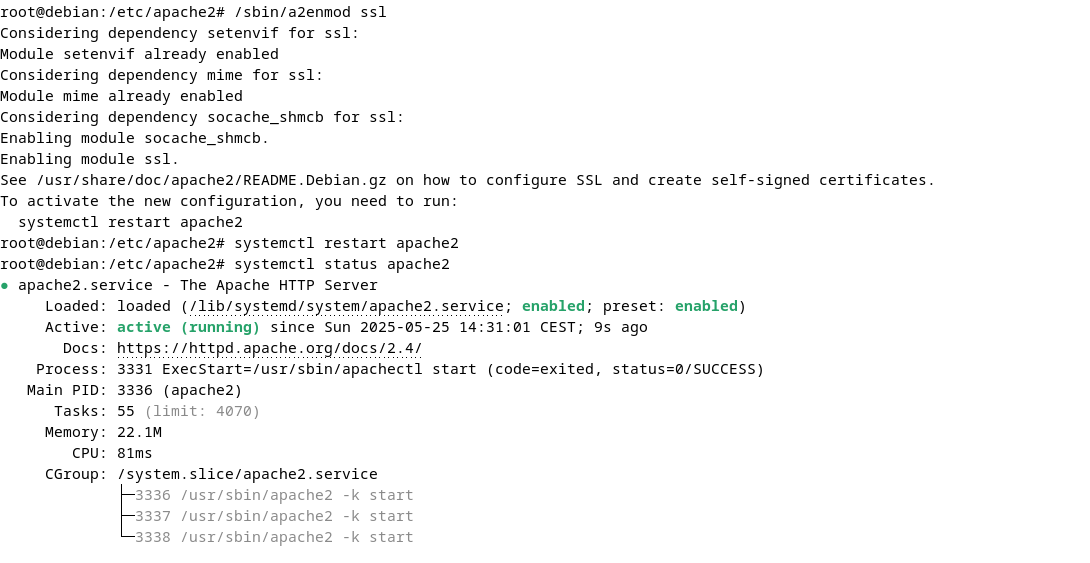 root@debian:/etc/apache2# /sbin/a2enmod ssl
Considering dependency setenvif for ssl:
Module setenvif already enabled
Considering dependency mime for ssl:
Module mime already enabled
Considering dependency socache_shmcb for ssl:
Enabling module socache_shmcb.
Enabling module ssl.
See /usr/share/doc/apache2/README.Debian.gz on how to configure SSL and create self-signed certificates.
To activate the new configuration, you need to run:
  systemctl restart apache2
root@debian:/etc/apache2# systemctl restart apache2
root@debian:/etc/apache2# systemctl status apache2
● apache2.service - The Apache HTTP Server
     Loaded: loaded (/lib/systemd/system/apache2.service; enabled; preset: enabled)
     Active: active (running) since Sun 2025-05-25 14:31:01 CEST; 9s ago
       Docs: https://httpd.apache.org/docs/2.4/
    Process: 3331 ExecStart=/usr/sbin/apachectl start (code=exited, status=0/SUCCESS)
   Main PID: 3336 (apache2)
      Tasks: 55 (limit: 4070)
     Memory: 22.1M
        CPU: 81ms
     CGroup: /system.slice/apache2.service
             ├─3336 /usr/sbin/apache2 -k start
             ├─3337 /usr/sbin/apache2 -k start
             └─3338 /usr/sbin/apache2 -k start